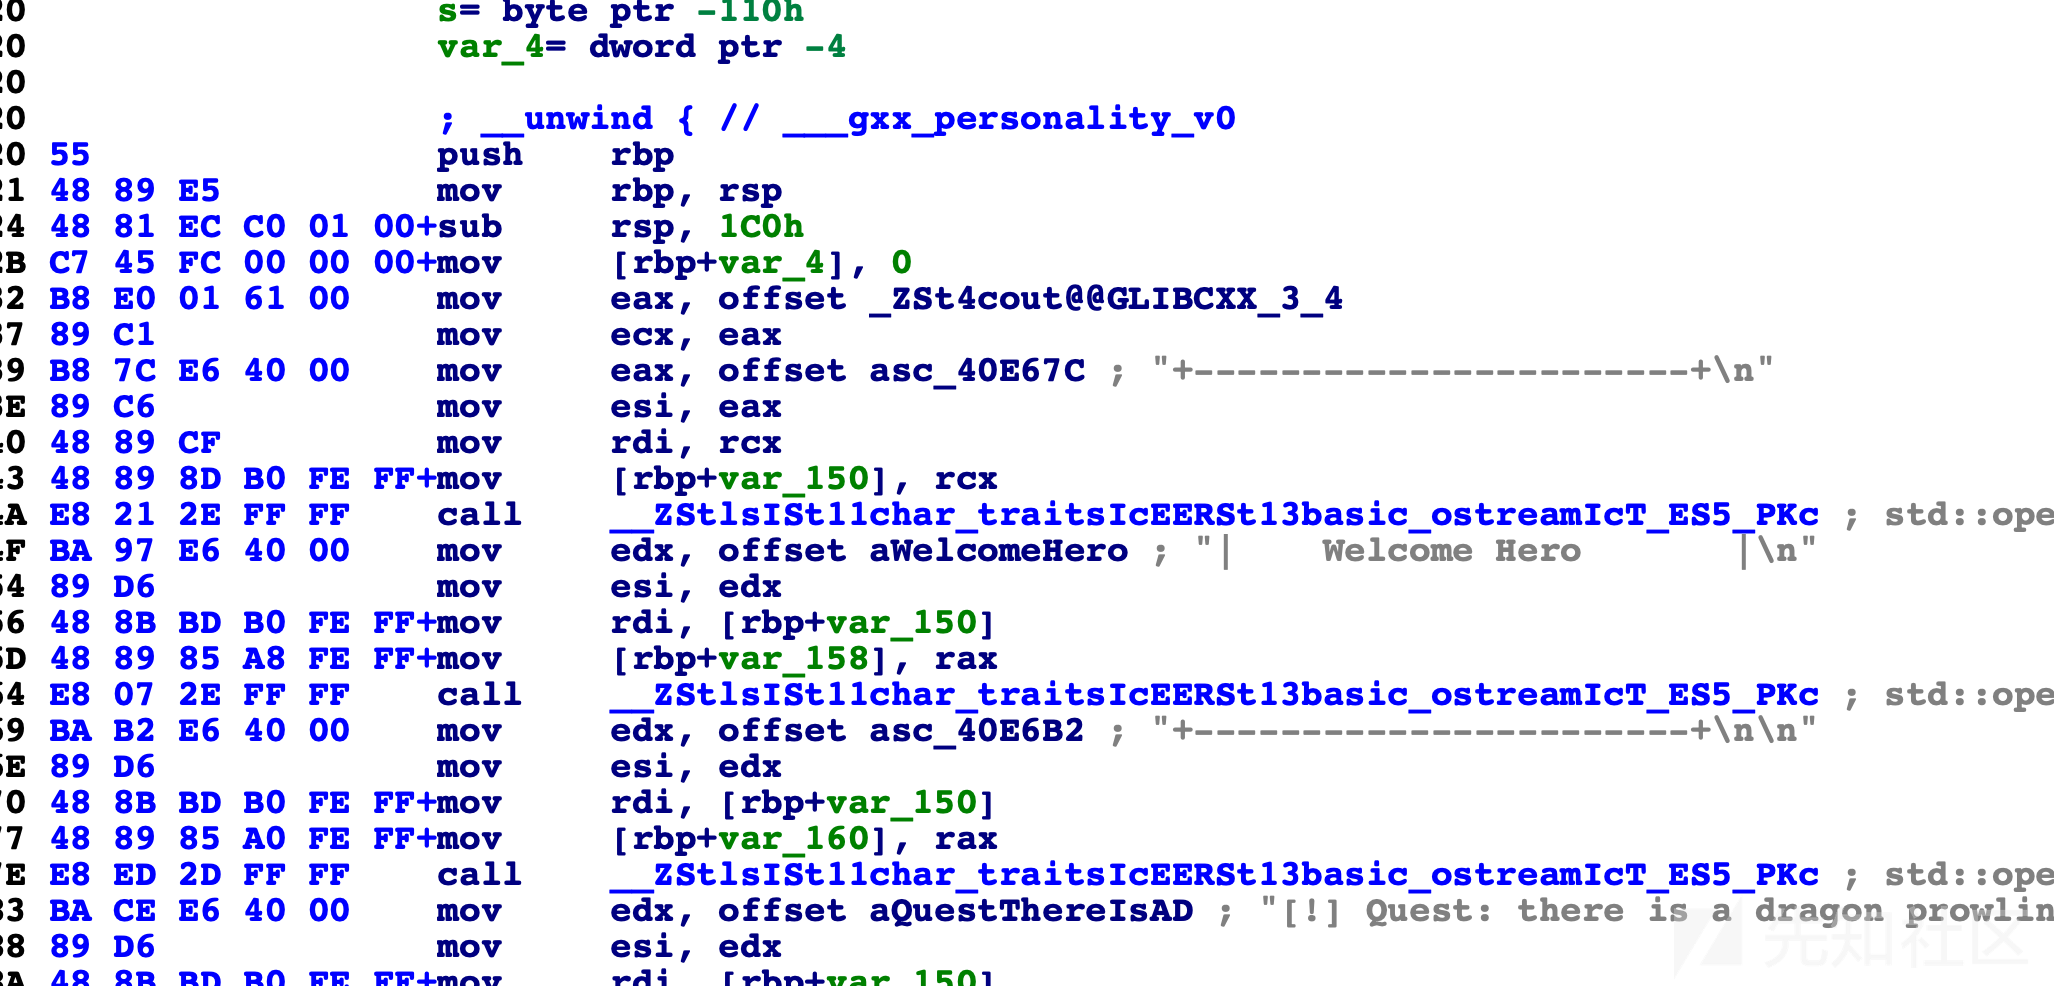 20 s= byte ptr -110h
20 var_4= dword ptr -4
20
20 ; __unwind { // ___gxx_personality_v0
20 55 push rbp
21 48 89 E5 mov rbp, rsp
24 48 81 EC C0 01 00+sub rsp, 1C0h
2B C7 45 FC 00 00 00+mov [rbp+var_4], 0
32 B8 E0 01 61 00 mov eax, offset _ZSt4cout@@GLIBCXX_3_4
37 89 C1 mov ecx, eax
39 B8 7C E6 40 00 mov eax, offset asc_40E67C ; "+-----------------------+\n"
3E 89 C6 mov esi, eax
40 48 89 CF mov rdi, rcx
43 48 89 8D B0 FE FF+mov [rbp+var_150], rcx
4A E8 21 2E FF FF call __ZStlsISt11char_traitsIcEERSt13basic_ostreamIcT_ES5_PKc ; std::ope
4F BA 97 E6 40 00 mov edx, offset aWelcomeHero ; "|    Welcome Hero       |\n"
54 89 D6 mov esi, edx
56 48 8B BD B0 FE FF+mov rdi, [rbp+var_150]
5D 48 89 85 A8 FE FF+mov [rbp+var_158], rax
64 E8 07 2E FF FF call __ZStlsISt11char_traitsIcEERSt13basic_ostreamIcT_ES5_PKc ; std::ope
69 BA B2 E6 40 00 mov edx, offset asc_40E6B2 ; "+-----------------------+\n\n"
6E 89 D6 mov esi, edx
70 48 8B BD B0 FE FF+mov rdi, [rbp+var_150]
77 48 89 85 A0 FE FF+mov [rbp+var_160], rax
7E E8 ED 2D FF FF call __ZStlsISt11char_traitsIcEERSt13basic_ostreamIcT_ES5_PKc ; std::ope
83 BA CE E6 40 00 mov edx, offset aQuestThereIsAD ; "[!] Quest: there is a dragon prowlin
88 89 D6 mov esi, edx
8A 48 8B BD B0 FE FF+mov rdi, [rbp+var_150]
先知社区